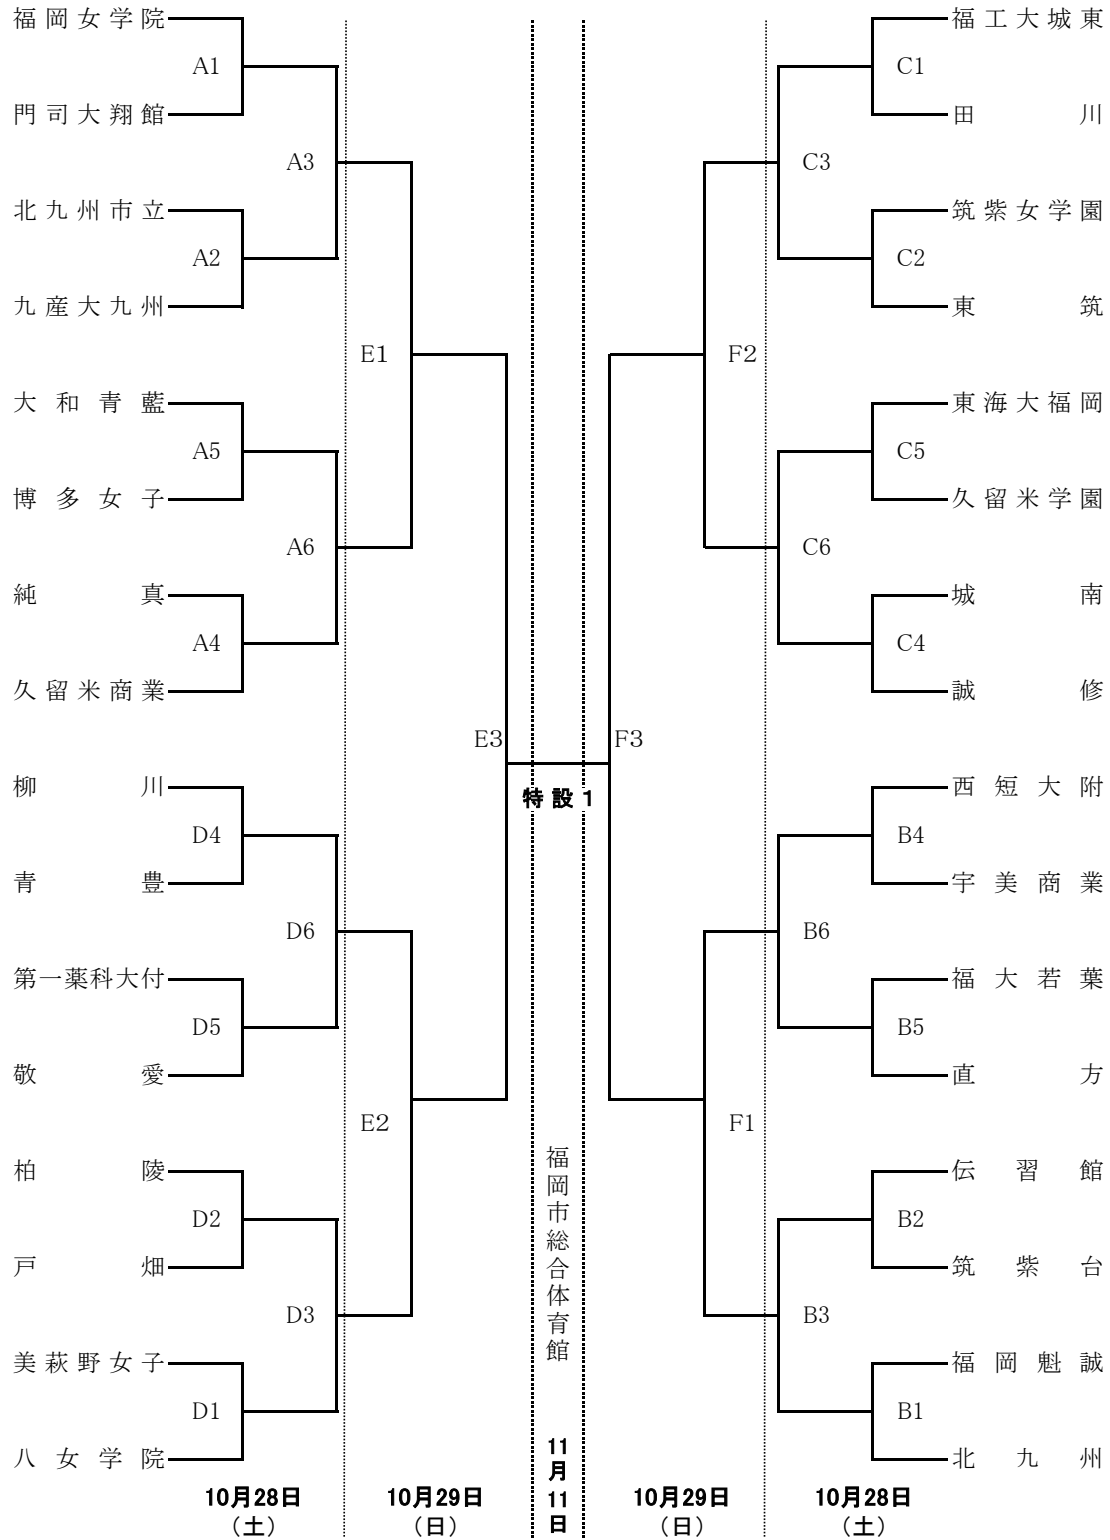 福岡女学院
A1
門司大翔館
A3
北九州市立
A2
九産大九州
E1
大和青藍
A5
博多女子
A6
純真
A4
久留米商業
E3
柳川
D4
青豊
D6
第一薬科大付
D5
敬愛
E2
柏陵
D2
戸畑
D3
美萩野女子
D1
八女学院
特設1
福岡市総合体育館
11月11日
福工大城東
C1
田川
C3
筑紫女学園
C2
東筑
F2
東海大福岡
C5
久留米学園
C6
城南
C4
誠修
F3
西短大附
B4
宇美商業
B6
福大若葉
B5
直方
F1
伝習館
B2
筑紫台
B3
福岡魁誠
B1
北九州
10月28日 10月29日 10月29日 10月28日
（土） （日） （日） （土）